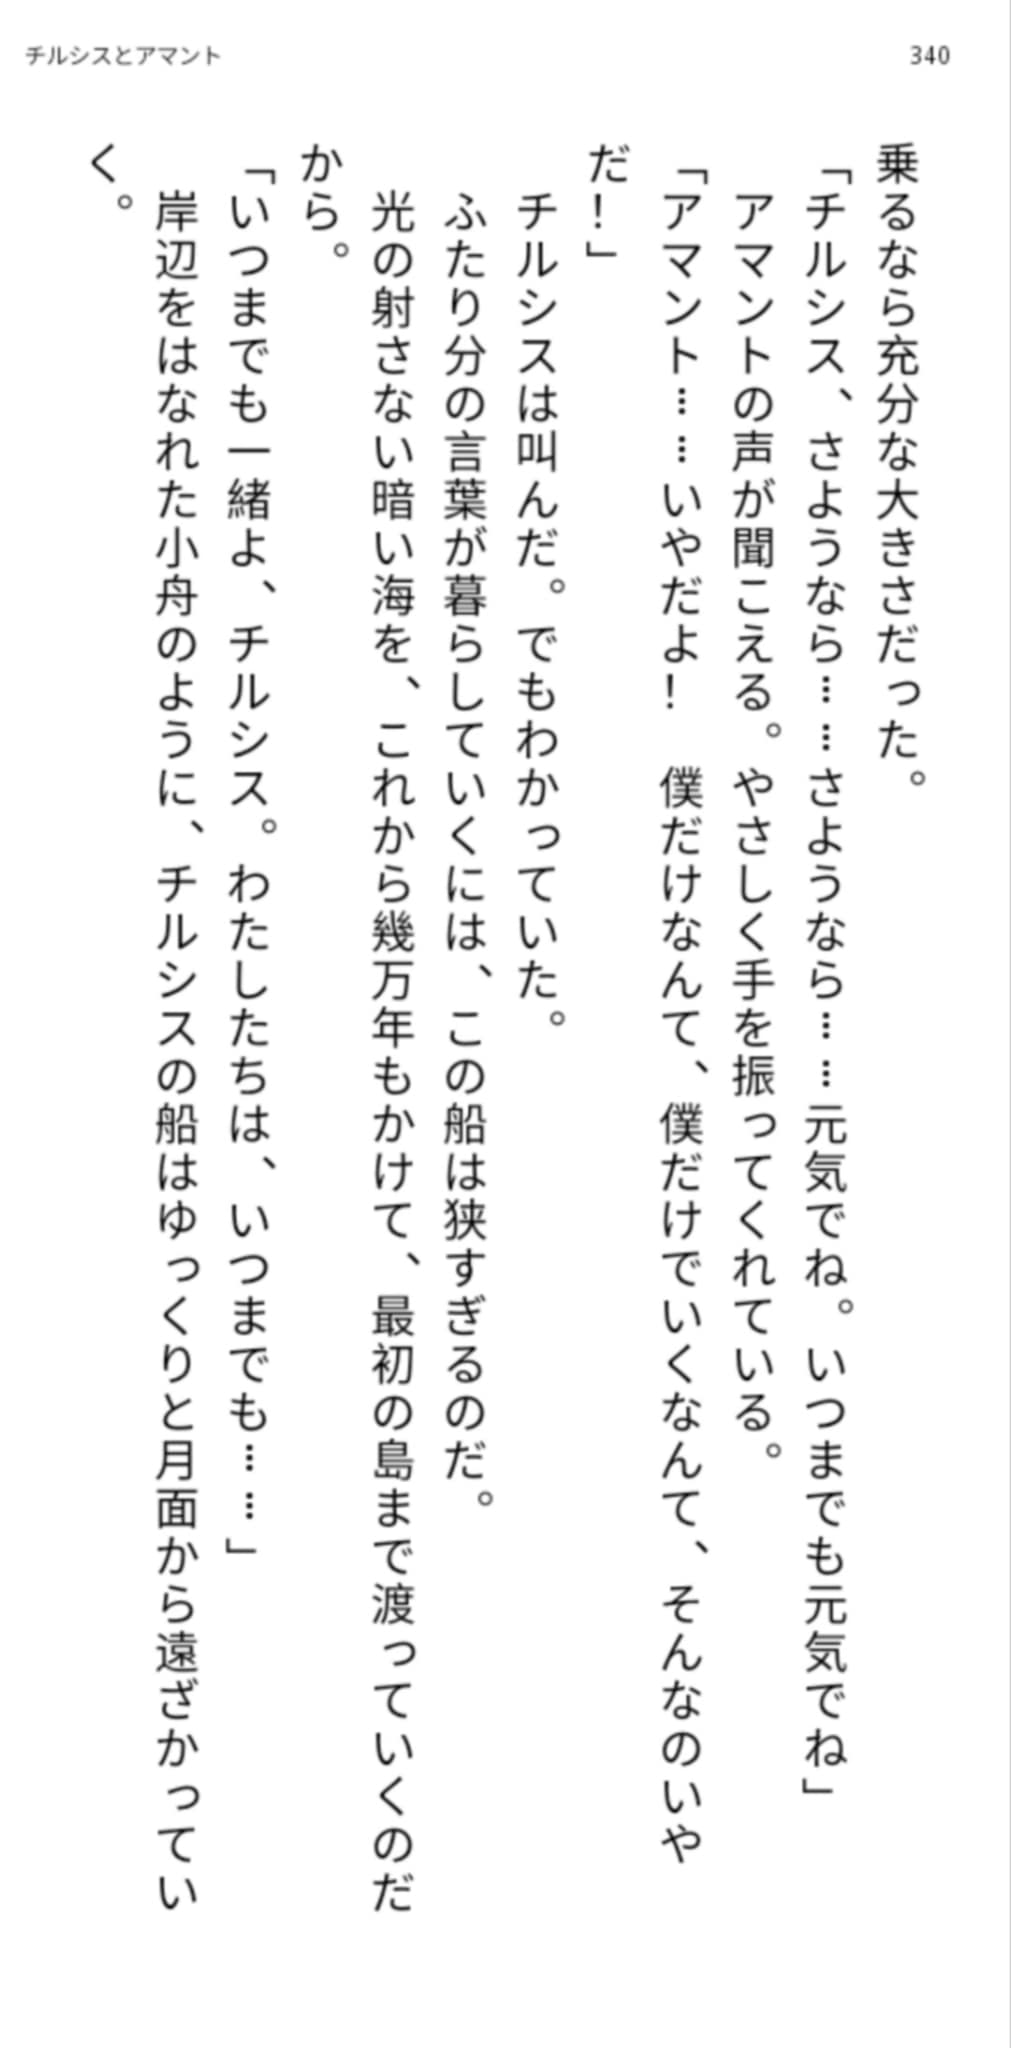 チルシスとアマント
340
乗るなら充分な大きさだった。
「チルシス、さようなら……さようなら……元気でね。いつまでも元気でね」
アマントの声が聞こえる。やさしく手を振ってくれている。
「アマント……いやだよ！　僕だけなんて、僕だけでいくなんて、そんなのいや
だ！」
チルシスは叫んだ。でもわかっていた。
ふたり分の言葉が暮らしていくには、この船は狭すぎるのだ。
光の射さない暗い海を、これから幾万年もかけて、最初の島まで渡っていくのだ
から。
「いつまでも一緒よ、チルシス。わたしたちは、いつまでも……」
岸辺をはなれた小舟のように、チルシスの船はゆっくりと月面から遠ざかってい
く。